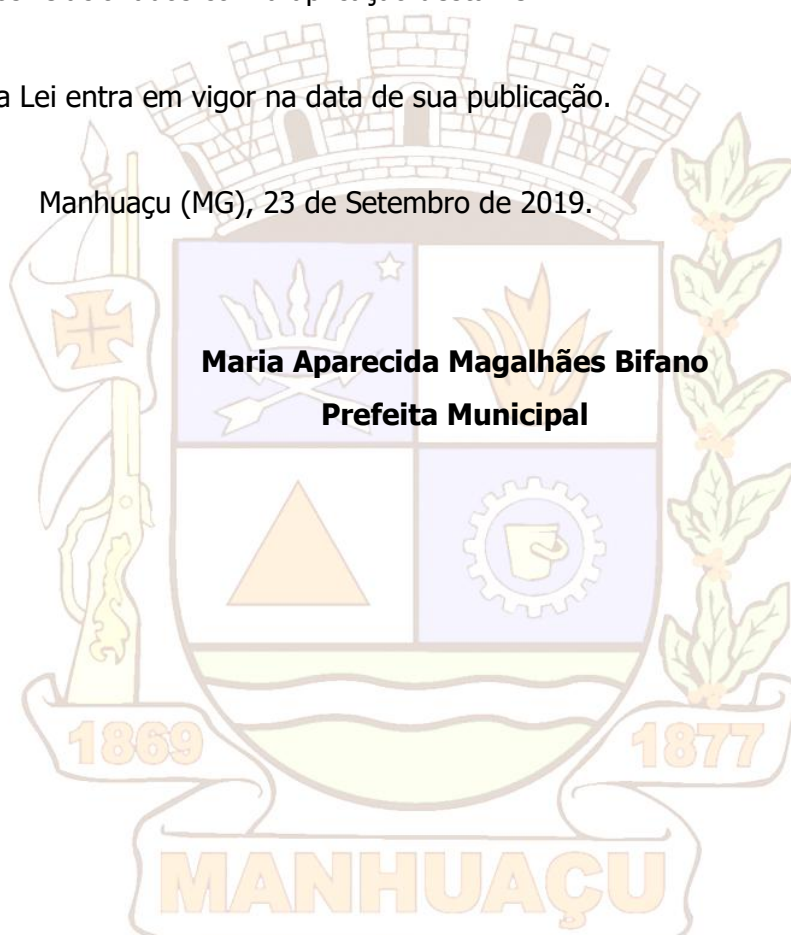 a Lei entra em vigor na data de sua publicação.
Manhuaçu (MG), 23 de Setembro de 2019.
Maria Aparecida Magalhães Bifano
Prefeita Municipal
1869
1877
MANHUAÇU